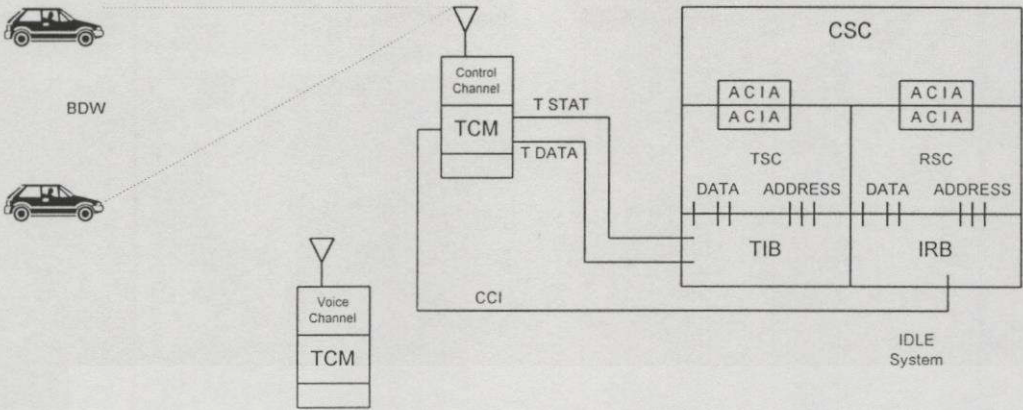 CSC
Control
Channel
TCM
T STAT
T DATA
BDW
ACIA
ACIA
ACIA
ACIA
TSC
RSC
DATA
ADDRESS
DATA
ADDRESS
TIB
IRB
CCI
Voice
Channel
TCM
IDLE
System